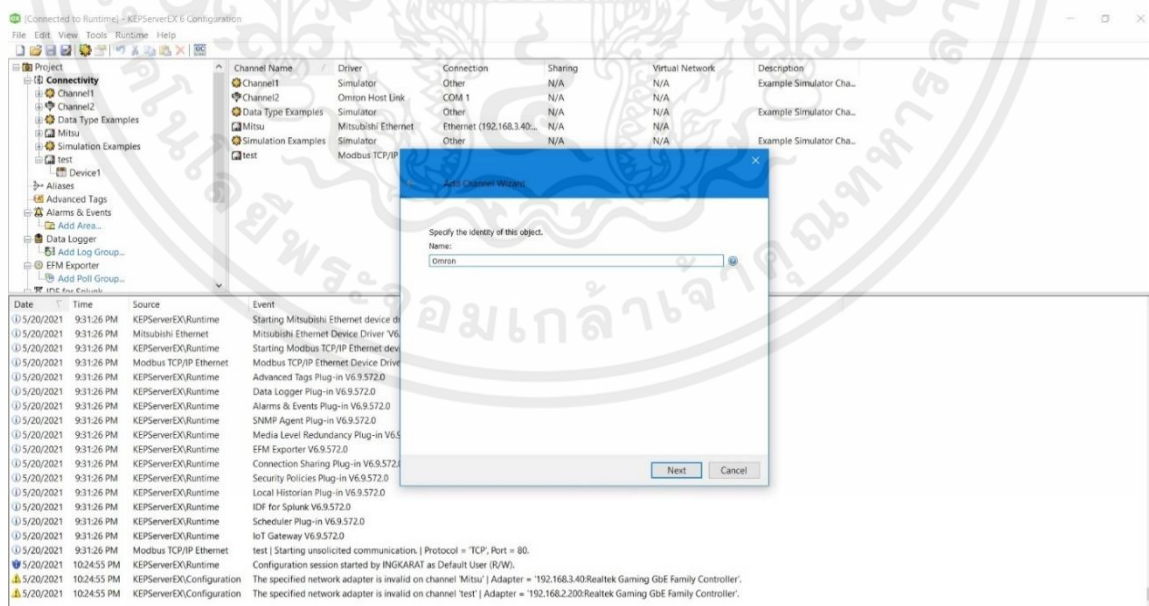 [Connected to Runtime] - KEPServerEX 6 Configuration
File Edit View Tools Runtime Help
Project
Connectivity
Channel1
Channel2
Data Type Examples
Mitsu
Simulation Examples
test
Device1
Aliases
Advanced Tags
Alarms & Events
Add Area...
Data Logger
Add Log Group...
EFM Exporter
Add Poll Group...
IDF for Splunk
Channel Name Driver Connection Sharing Virtual Network Description
Channel1 Simulator Other N/A N/A Example Simulator Cha...
Channel2 Omron Host Link COM 1 N/A N/A
Data Type Examples Simulator Other N/A N/A Example Simulator Cha...
Mitsu Mitsubishi Ethernet Ethernet (192.168.3.40:... N/A N/A
Simulation Examples Simulator Other N/A N/A Example Simulator Cha...
test Modbus TCP/IP
Add Channel Wizard
Specify the identity of this object.
Name:
Omron
Next Cancel
Date Time Source Event
5/20/2021 9:31:26 PM KEPServerEX\Runtime Starting Mitsubishi Ethernet device d
5/20/2021 9:31:26 PM Mitsubishi Ethernet Mitsubishi Ethernet Device Driver V6.
5/20/2021 9:31:26 PM KEPServerEX\Runtime Starting Modbus TCP/IP Ethernet dev
5/20/2021 9:31:26 PM Modbus TCP/IP Ethernet Modbus TCP/IP Ethernet Device Drive
5/20/2021 9:31:26 PM KEPServerEX\Runtime Advanced Tags Plug-in V6.9.572.0
5/20/2021 9:31:26 PM KEPServerEX\Runtime Data Logger Plug-in V6.9.572.0
5/20/2021 9:31:26 PM KEPServerEX\Runtime Alarms & Events Plug-in V6.9.572.0
5/20/2021 9:31:26 PM KEPServerEX\Runtime SNMP Agent Plug-in V6.9.572.0
5/20/2021 9:31:26 PM KEPServerEX\Runtime Media Level Redundancy Plug-in V6.9
5/20/2021 9:31:26 PM KEPServerEX\Runtime EFM Exporter V6.9.572.0
5/20/2021 9:31:26 PM KEPServerEX\Runtime Connection Sharing Plug-in V6.9.572.
5/20/2021 9:31:26 PM KEPServerEX\Runtime Security Policies Plug-in V6.9.572.0
5/20/2021 9:31:26 PM KEPServerEX\Runtime Local Historian Plug-in V6.9.572.0
5/20/2021 9:31:26 PM KEPServerEX\Runtime IDF for Splunk V6.9.572.0
5/20/2021 9:31:26 PM KEPServerEX\Runtime Scheduler Plug-in V6.9.572.0
5/20/2021 9:31:26 PM KEPServerEX\Runtime IoT Gateway V6.9.572.0
5/20/2021 9:31:26 PM Modbus TCP/IP Ethernet test | Starting unsolicited communication. | Protocol = 'TCP', Port = 80.
5/20/2021 10:24:55 PM KEPServerEX\Runtime Configuration session started by INGKARAT as Default User (R/W).
5/20/2021 10:24:55 PM KEPServerEX\Configuration The specified network adapter is invalid on channel 'Mitsu' | Adapter = '192.168.3.40:Realtek Gaming GbE Family Controller'.
5/20/2021 10:24:55 PM KEPServerEX\Configuration The specified network adapter is invalid on channel 'test' | Adapter = '192.168.2.200:Realtek Gaming GbE Family Controller'.